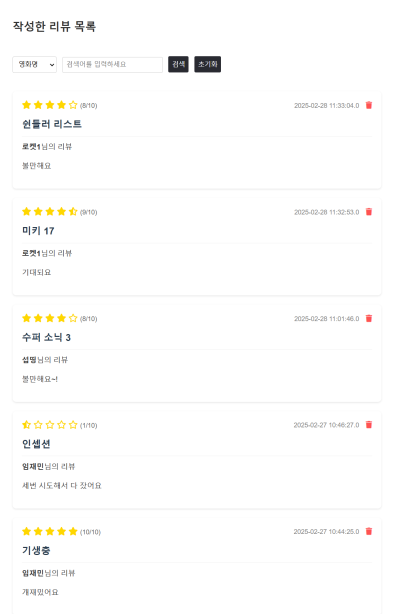 작성한 리뷰 목록
영화명 검색어를 입력하세요 검색 초기화
(8/10) 2025-02-28 11:33:04.0
쉰들러 리스트
로켓1님의 리뷰
볼만해요
(9/10) 2025-02-28 11:32:53.0
미키 17
로켓1님의 리뷰
기대되요
(8/10) 2025-02-28 11:01:46.0
수퍼 소닉 3
섭띵님의 리뷰
볼만해요~!
(1/10) 2025-02-27 10:46:27.0
인셉션
임재민님의 리뷰
세번 시도해서 다 잤어요
(10/10) 2025-02-27 10:44:25.0
기생충
임재민님의 리뷰
개재밌어요